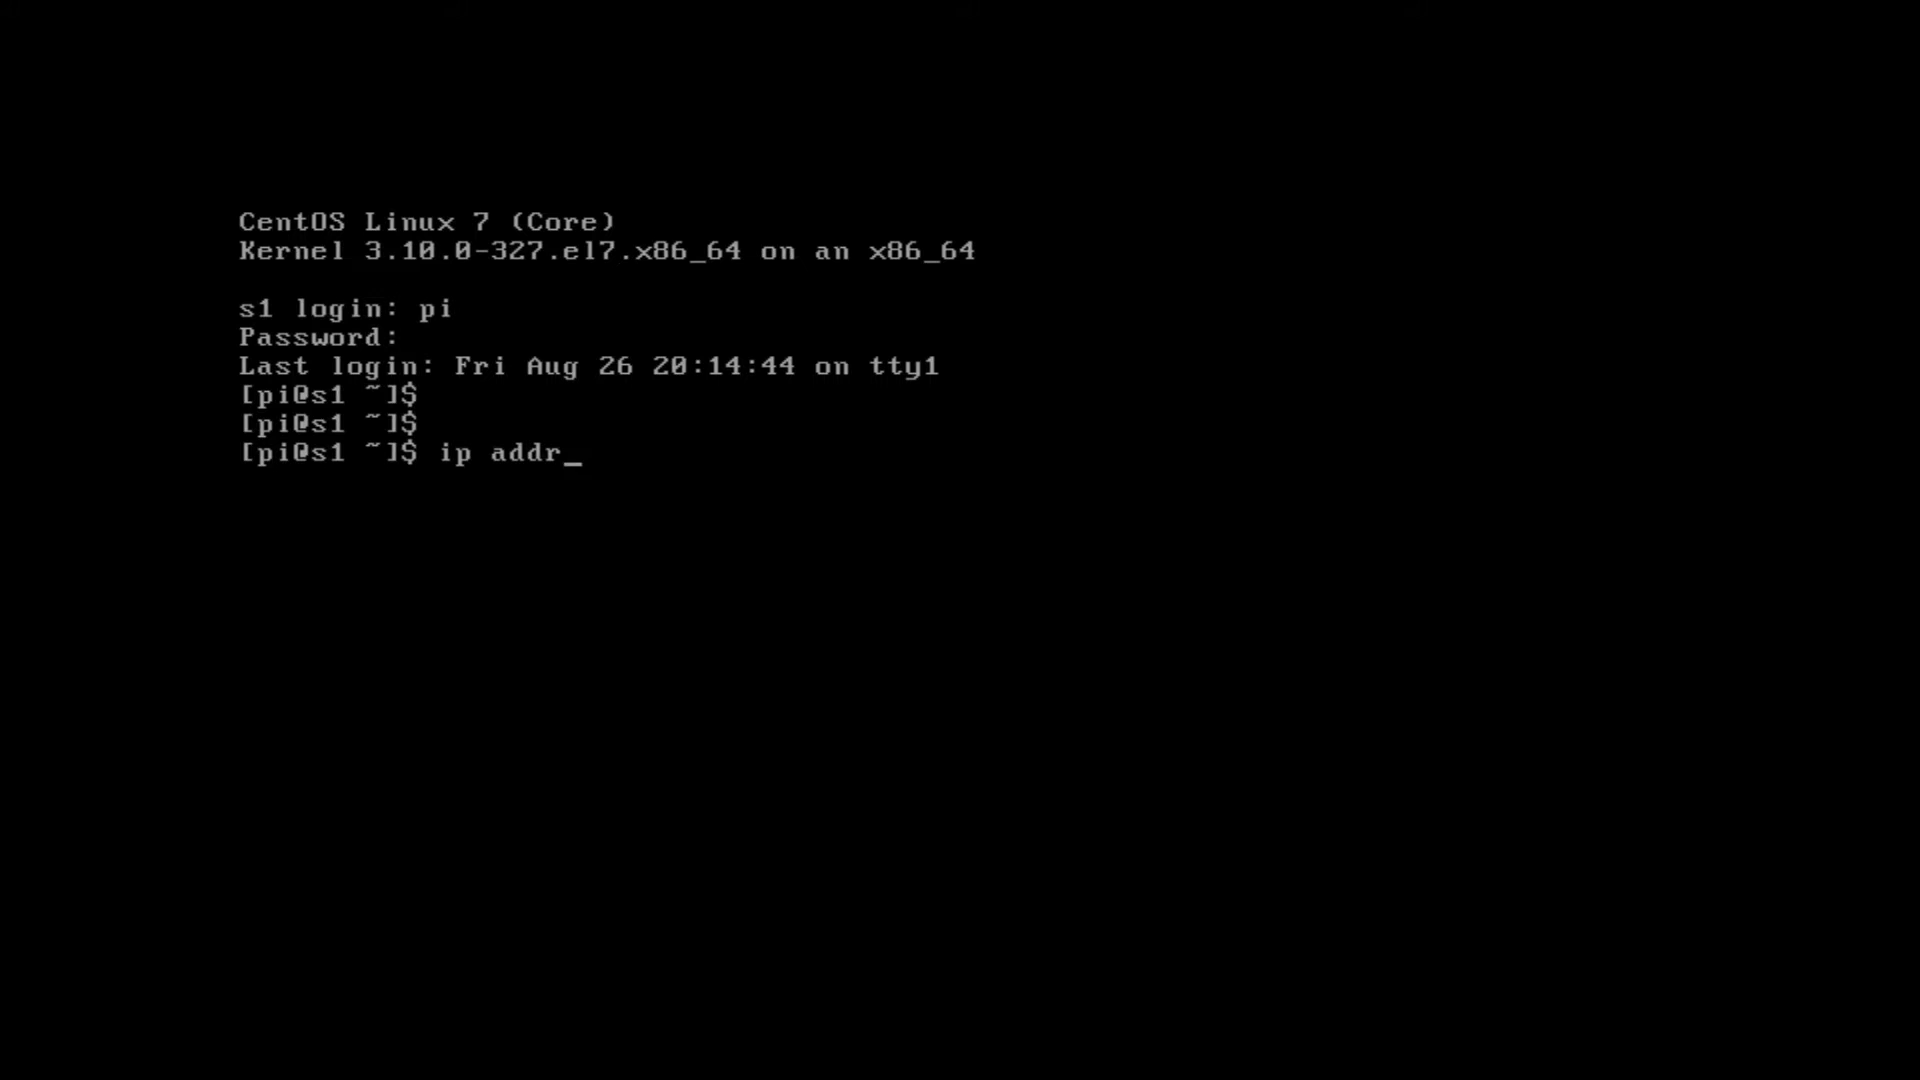 CentOS Linux 7 (Core)
Kernel 3.10.0-327.el7.x86_64 on an x86_64
s1 login: pi
Password:
Last login: Fri Aug 26 20:14:44 on tty1
[pi@s1 ~]$
[pi@s1 ~]$
[pi@s1 ~]$ ip addr_